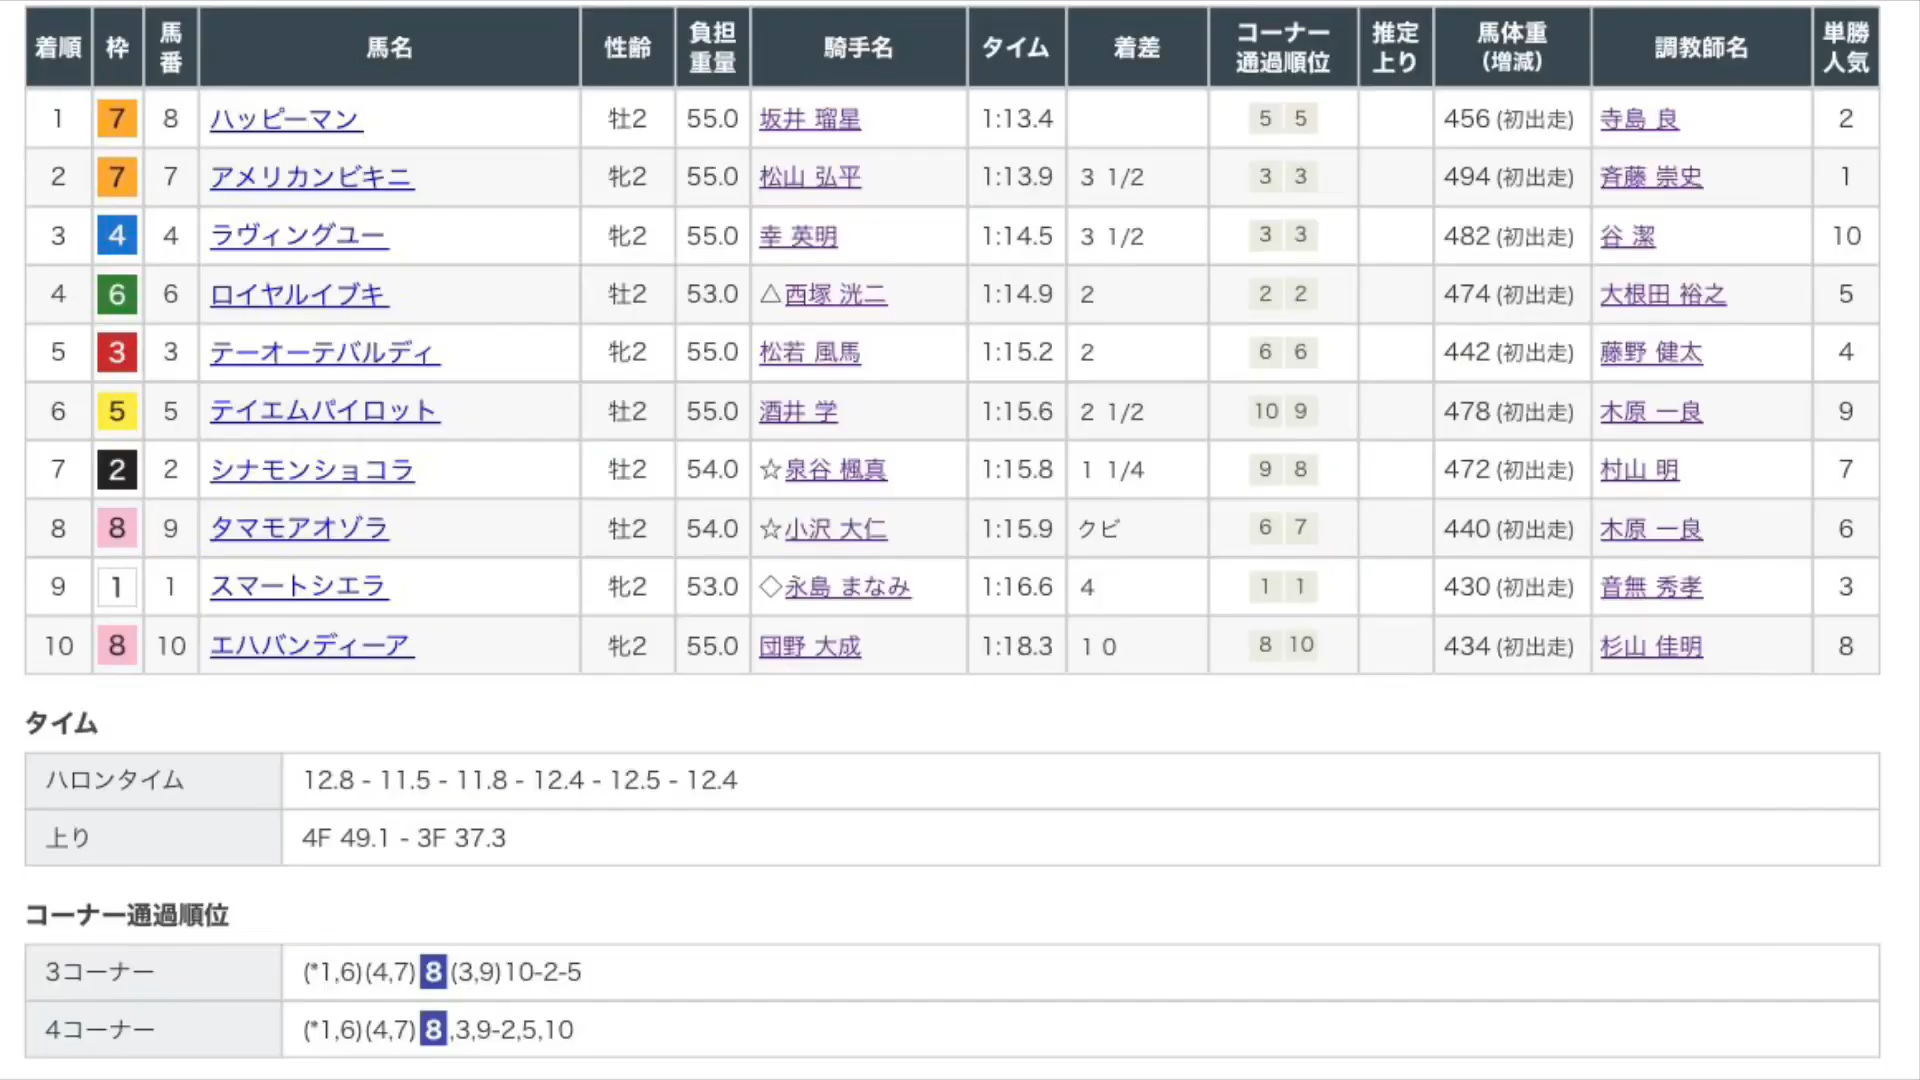 着順 枠 馬番 馬名 性齢 負担重量 騎手名 タイム 着差 コーナー通過順位 推定上り 馬体重(増減) 調教師名 単勝人気
1 7 8 ハッピーマン 牡2 55.0 坂井 瑠星 1:13.4 5 5 456 (初出走) 寺島 良 2
2 7 7 アメリカンビキニ 牝2 55.0 松山 弘平 1:13.9 3 1/2 3 3 494 (初出走) 斉藤 崇史 1
3 4 4 ラヴィングユー 牝2 55.0 幸 英明 1:14.5 3 1/2 3 3 482 (初出走) 谷 潔 10
4 6 6 ロイヤルイブキ 牡2 53.0 △西塚 洸二 1:14.9 2 2 2 474 (初出走) 大根田 裕之 5
5 3 3 テーオーテバルディ 牝2 55.0 松若 風馬 1:15.2 2 6 6 442 (初出走) 藤野 健太 4
6 5 5 テイエムパイロット 牡2 55.0 酒井 学 1:15.6 2 1/2 10 9 478 (初出走) 木原 一良 9
7 2 2 シナモンショコラ 牡2 54.0 ☆泉谷 楓真 1:15.8 1 1/4 9 8 472 (初出走) 村山 明 7
8 8 9 タマモアオゾラ 牡2 54.0 ☆小沢 大仁 1:15.9 クビ 6 7 440 (初出走) 木原 一良 6
9 1 1 スマートシエラ 牝2 53.0 ◇永島 まなみ 1:16.6 4 1 1 430 (初出走) 音無 秀孝 3
10 8 10 エハバンディーア 牝2 55.0 団野 大成 1:18.3 10 8 10 434 (初出走) 杉山 佳明 8
タイム
ハロンタイム 12.8 - 11.5 - 11.8 - 12.4 - 12.5 - 12.4
上り 4F 49.1 - 3F 37.3
コーナー通過順位
3コーナー (*1,6)(4,7)8(3,9)10-2-5
4コーナー (*1,6)(4,7)8,3,9-2,5,10